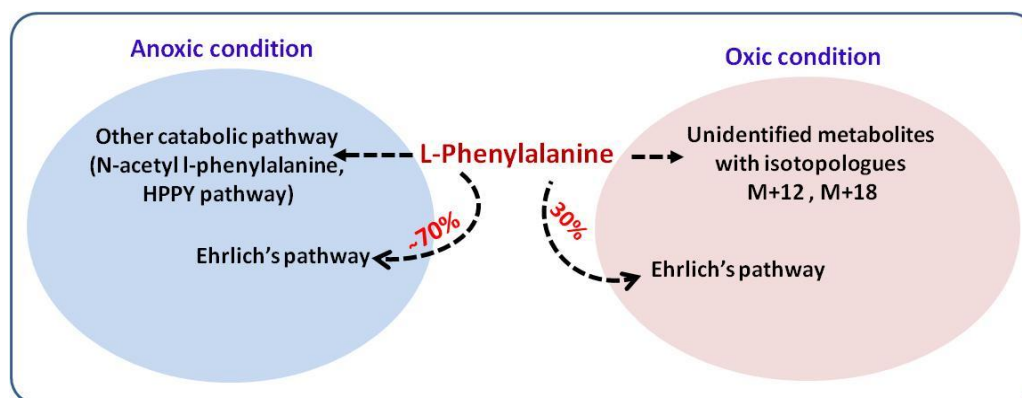 Anoxic condition
Oxic condition
Other catabolic pathway
(N-acetyl l-phenylalanine,
HPPY pathway)
L-Phenylalanine
Unidentified metabolites
with isotopologues
M+12 , M+18
~70%
30%
Ehrlich’s pathway
Ehrlich’s pathway